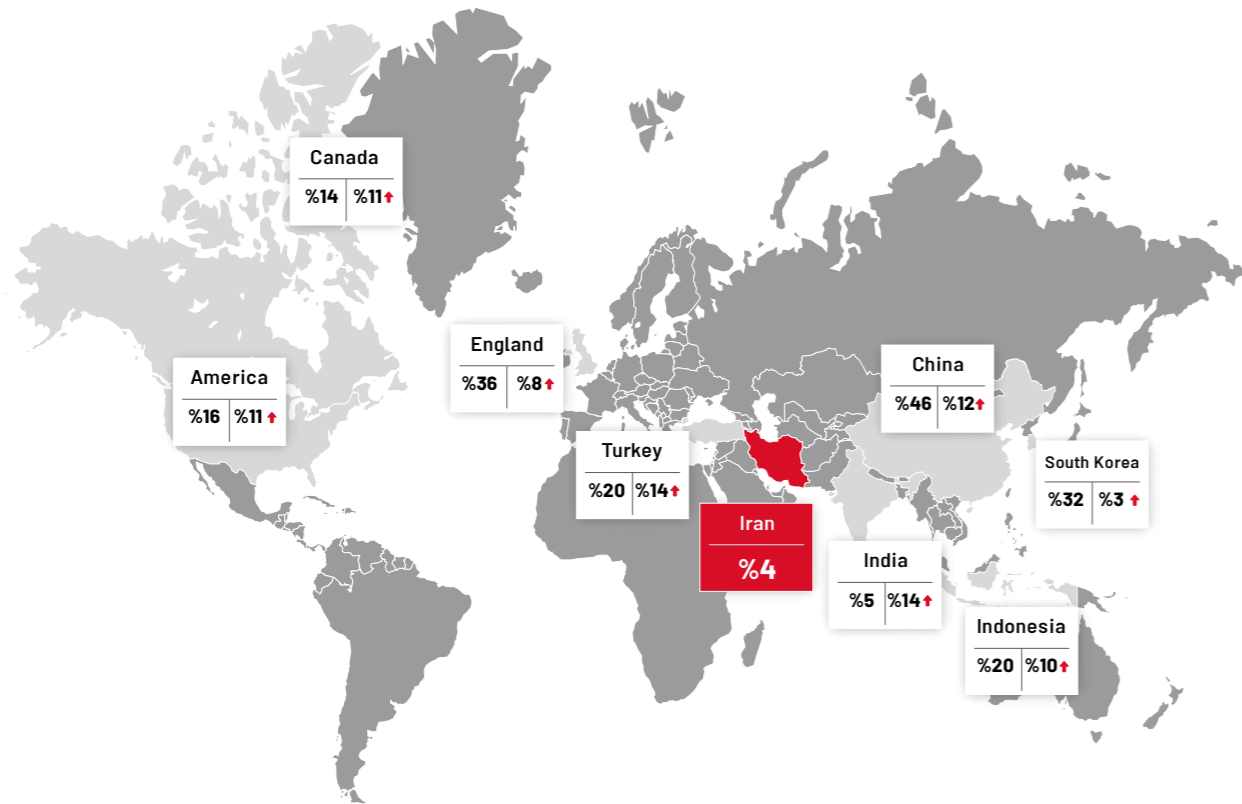 Canada
%14 %11
America
%16 %11
England
%36 %8
Turkey
%20 %14
Iran
%4
China
%46 %12
South Korea
%32 %3
India
%5 %14
Indonesia
%20 %10